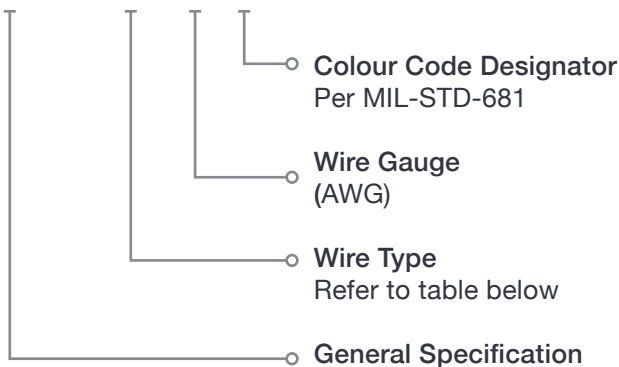 Colour Code Designator
Per MIL-STD-681
Wire Gauge
(AWG)
Wire Type
Refer to table below
General Specification